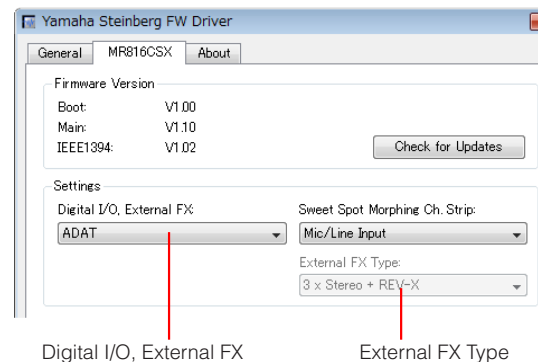 Yamaha Steinberg FW Driver
General MR816CSX About
Firmware Version
Boot: V1.00
Main: V1.10
IEEE1394: V1.02
Check for Updates
Settings
Digital I/O, External FX: Sweet Spot Morphing Ch. Strip:
ADAT Mic/Line Input
External FX Type:
3 x Stereo + REV-X
Digital I/O, External FX External FX Type